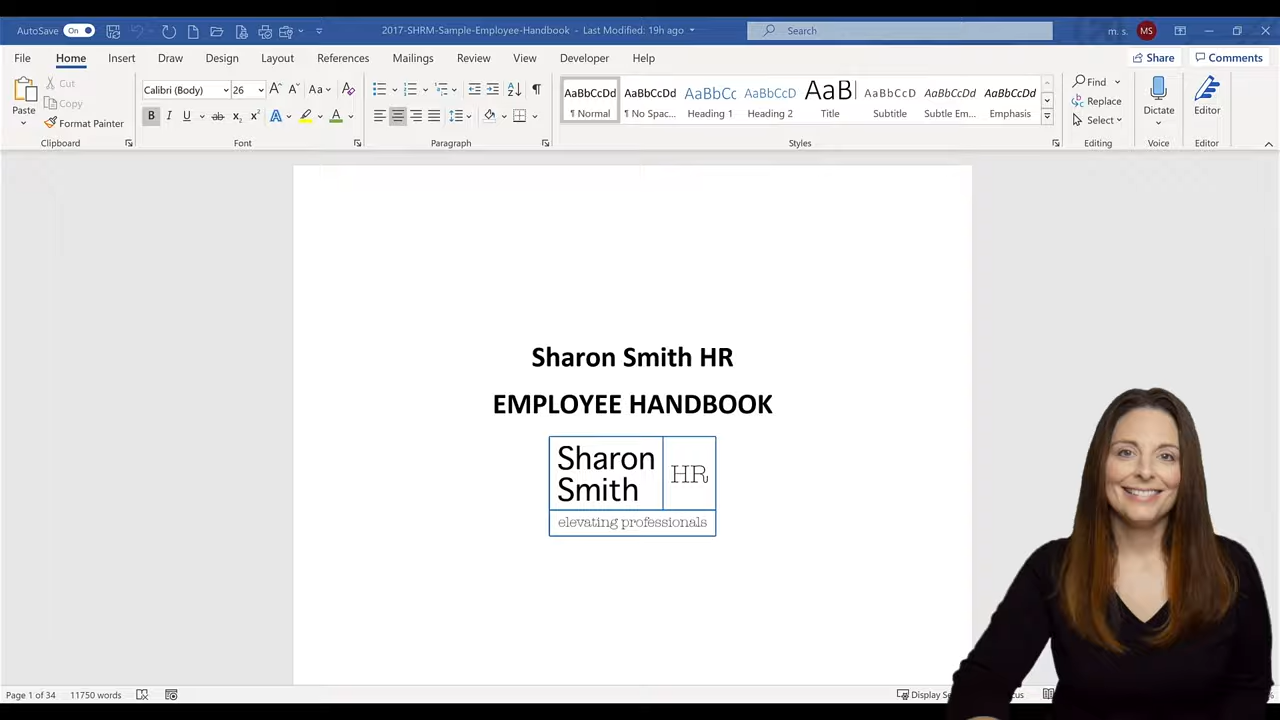 AutoSave On 2017-SHRM-Sample-Employee-Handbook - Last Modified: 19h ago Search m. s. MS
File Home Insert Draw Design Layout References Mailings Review View Developer Help Share Comments
Paste
Cut
Copy
Format Painter
Clipboard
Calibri (Body) 26
Font
Paragraph
AaBbCcDd AaBbCcDd AaBbCc AaBbCcDd AaB AaBbCcD AaBbCcDd AaBbCcDd
¶ Normal ¶ No Spac... Heading 1 Heading 2 Title Subtitle Subtle Em... Emphasis
Styles
Find
Replace
Select
Editing
Dictate
Voice
Editor
Editor
Sharon Smith HR
EMPLOYEE HANDBOOK
Sharon
Smith
HR
elevating professionals
Page 1 of 34 11750 words Display